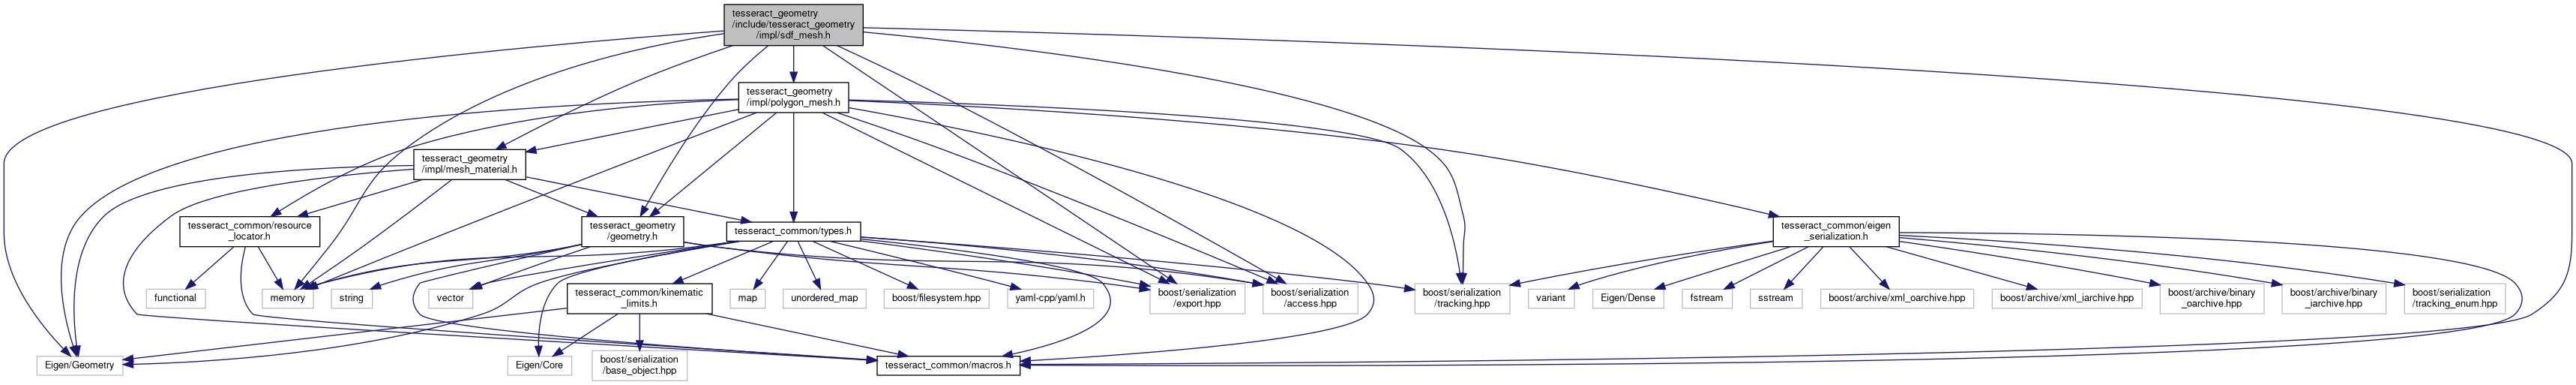 tesseract_geometry
/include/tesseract_geometry
/impl/sdf_mesh.h
tesseract_geometry
/impl/polygon_mesh.h
tesseract_geometry
/impl/mesh_material.h
tesseract_common/resource
_locator.h
tesseract_geometry
/geometry.h
tesseract_common/types.h
tesseract_common/eigen
_serialization.h
functional
memory
string
vector
tesseract_common/kinematic
_limits.h
map
unordered_map
boost/filesystem.hpp
yaml-cpp/yaml.h
boost/serialization
/export.hpp
boost/serialization
/access.hpp
boost/serialization
/tracking.hpp
variant
Eigen/Dense
fstream
sstream
boost/archive/xml_oarchive.hpp
boost/archive/xml_iarchive.hpp
boost/archive/binary
_oarchive.hpp
boost/archive/binary
_iarchive.hpp
boost/serialization
/tracking_enum.hpp
Eigen/Geometry
Eigen/Core
boost/serialization
/base_object.hpp
tesseract_common/macros.h